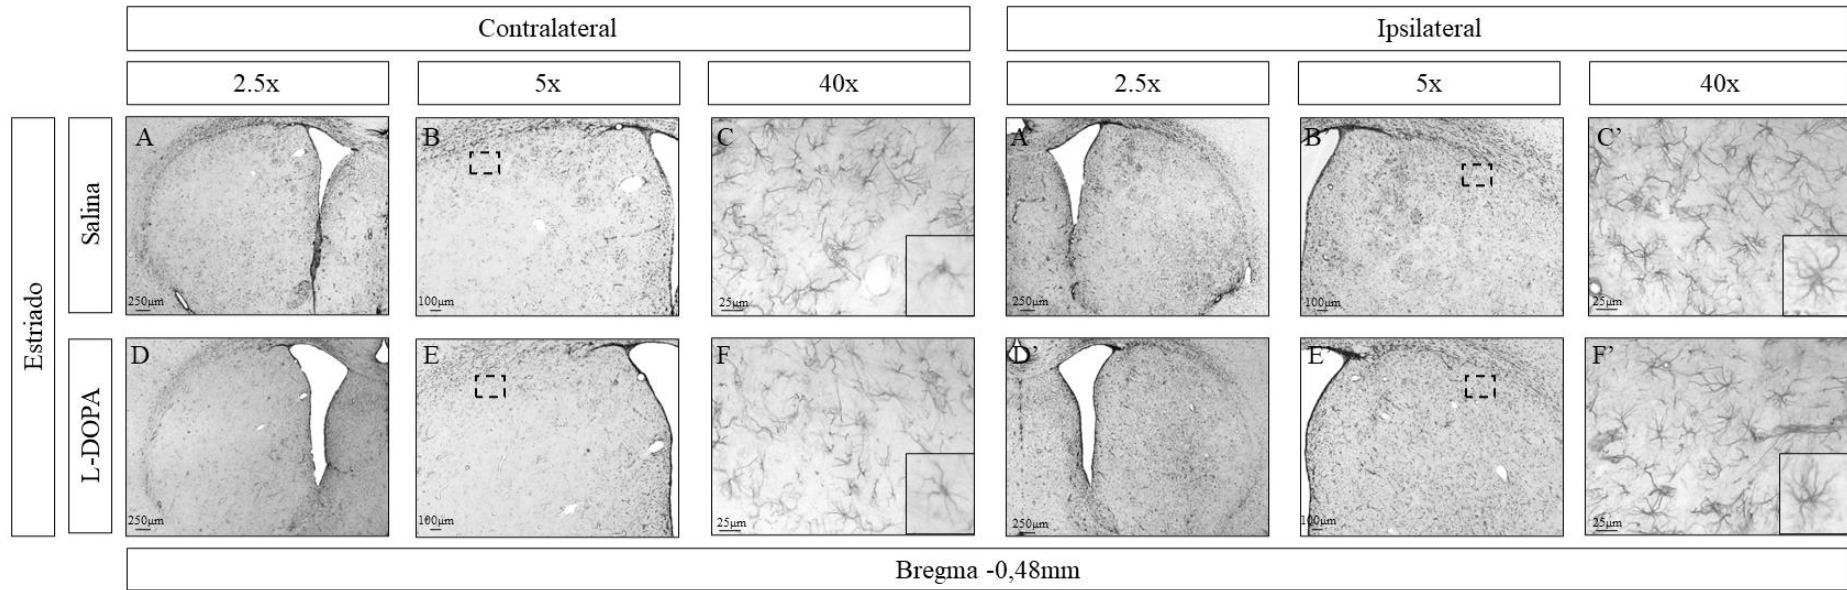 Contralateral
Ipsilateral
2.5x
5x
40x
2.5x
5x
40x
Estriado
Salina
A
250µm
B
100µm
C
25µm
A'
250µm
B'
100µm
C'
25µm
L-DOPA
D
250µm
E
100µm
F
25µm
D'
250µm
E'
100µm
F'
25µm
Bregma -0,48mm